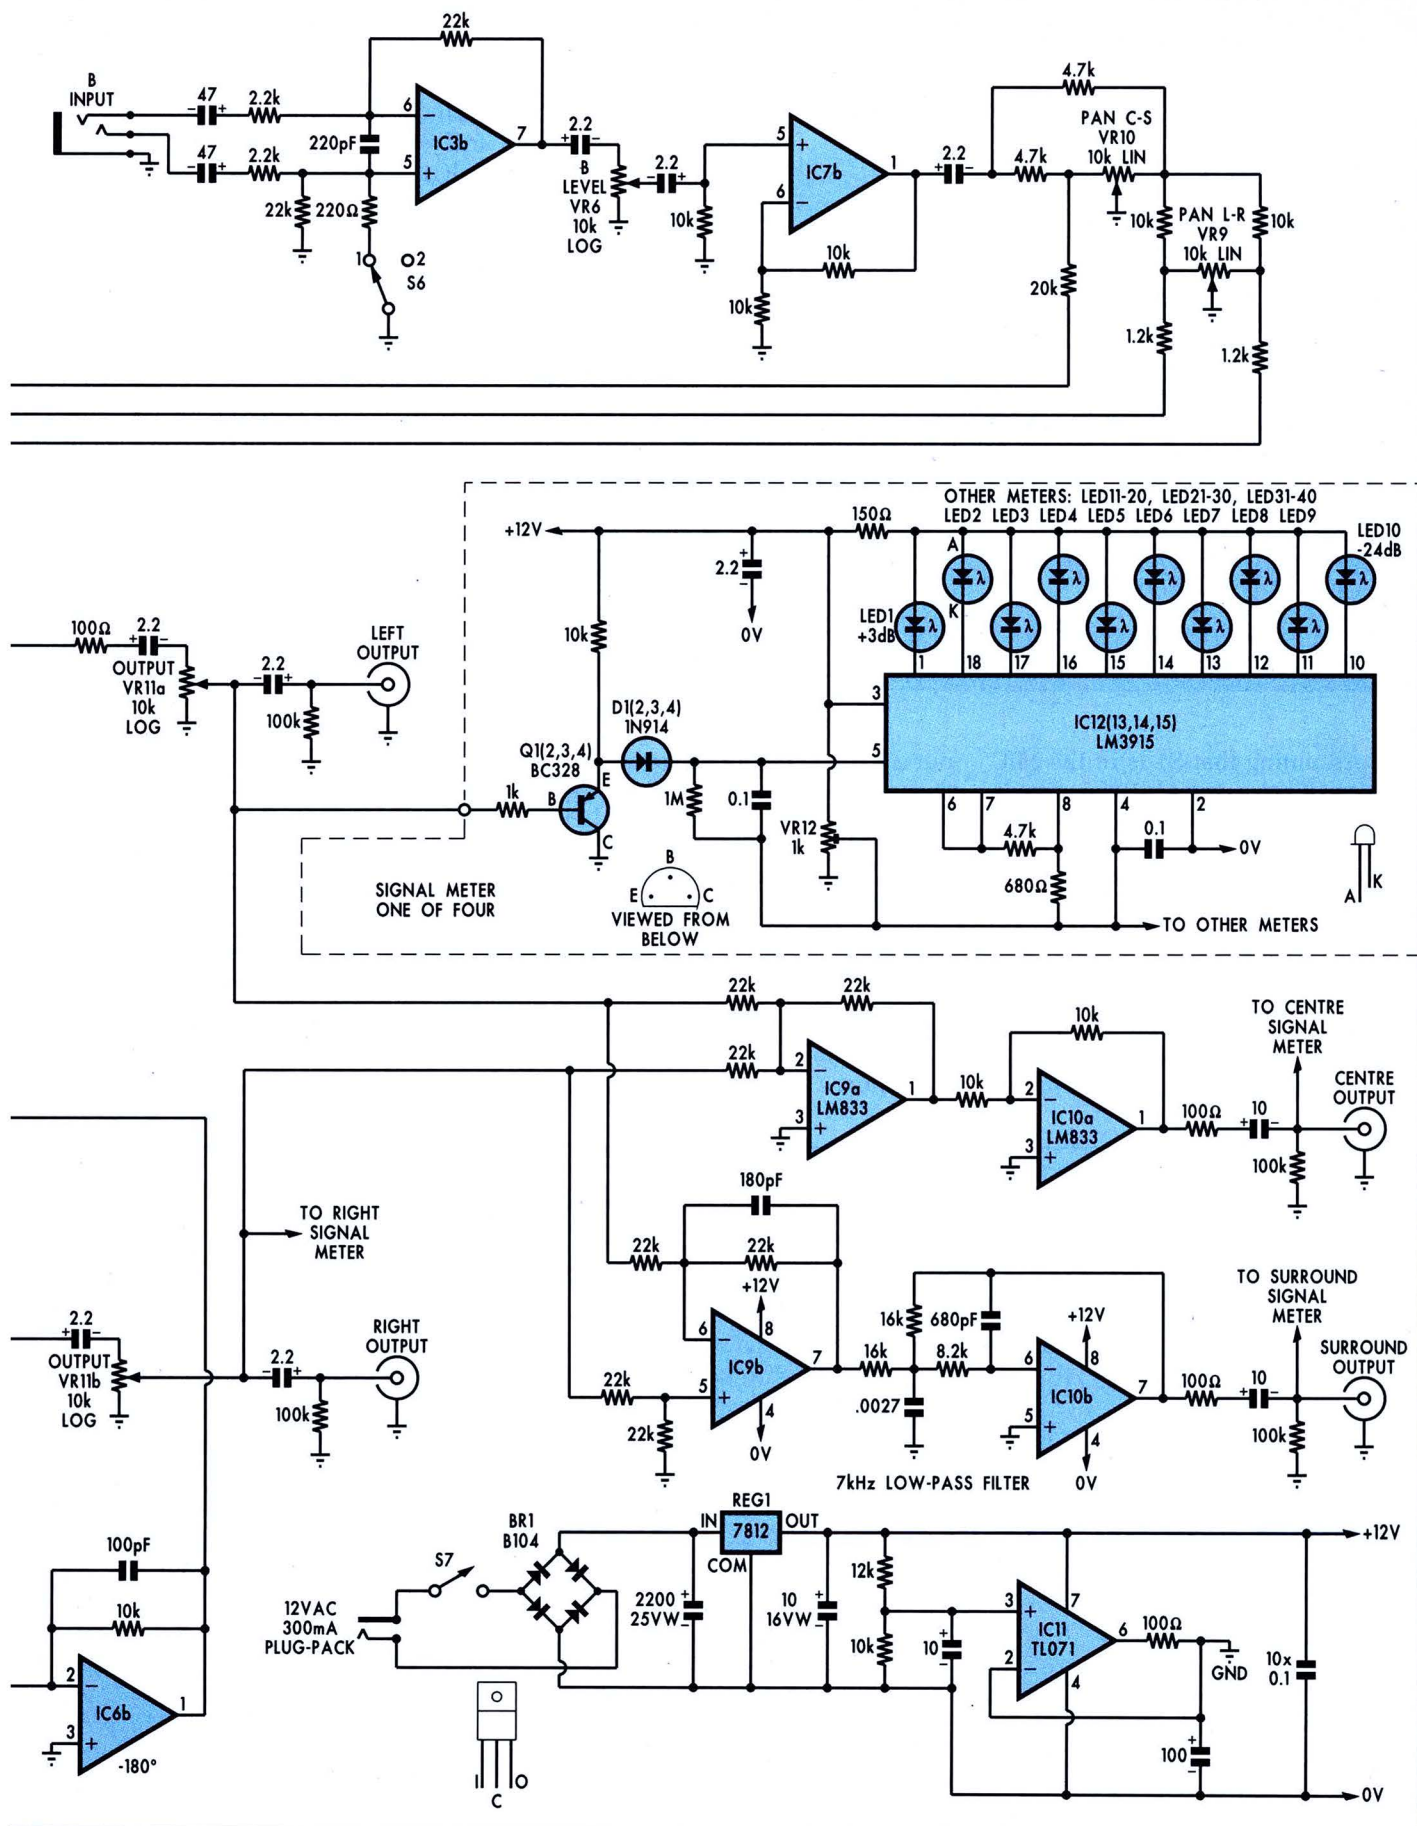 22k
B
INPUT
47
- +
2.2k
6
-
IC3b
7
220pF
5
+
47
- +
2.2k
22k
220Ω
1
2
S6
2.2
+ -
B
LEVEL
VR6
10k
LOG
2.2
- +
10k
5
+
IC7b
1
6
-
10k
10k
2.2
+ -
4.7k
4.7k
PAN C-S
VR10
10k LIN
20k
10k
PAN L-R
VR9
10k LIN
10k
1.2k
1.2k
OTHER METERS: LED11-20, LED21-30, LED31-40
LED2 LED3 LED4 LED5 LED6 LED7 LED8 LED9
LED10
-24dB
+12V
150Ω
A
K
λ λ λ λ λ
LED1
+3dB
λ λ λ λ λ
2.2
+
-
0V
10k
1 18 17 16 15 14 13 12 11 10
3
IC12(13,14,15)
LM3915
5
6 7 8 4 2
100Ω
2.2
+ -
OUTPUT
VR11a
10k
LOG
2.2
- +
LEFT
OUTPUT
100k
D1(2,3,4)
1N914
Q1(2,3,4)
BC328
E
B
C
1k
1M
0.1
VR12
1k
4.7k
0.1
0V
680Ω
A
K
SIGNAL METER
ONE OF FOUR
B
E C
VIEWED FROM
BELOW
TO OTHER METERS
22k
22k
22k
2
-
IC9a
LM833
1
3
+
10k
10k
2
-
IC10a
LM833
1
3
+
100Ω
10
+ -
TO CENTRE
SIGNAL
METER
CENTRE
OUTPUT
100k
TO RIGHT
SIGNAL
METER
180pF
22k
22k
+12V
6
-
8
IC9b
7
5
+
4
0V
22k
22k
16k
16k
680pF
8.2k
.0027
+12V
6
-
8
IC10b
7
5
+
4
0V
100Ω
10
+ -
TO SURROUND
SIGNAL
METER
SURROUND
OUTPUT
100k
7kHz LOW-PASS FILTER
2.2
+ -
OUTPUT
VR11b
10k
LOG
2.2
- +
RIGHT
OUTPUT
100k
100pF
10k
2
-
IC6b
1
3
+
-180°
12VAC
300mA
PLUG-PACK
S7
BR1
B104
REG1
IN
7812
OUT
COM
2200
25VW
+
-
10
16VW
+
-
12k
10k
10
+
-
3
+
7
IC11
TL071
6
2
-
4
100Ω
GND
100
+
-
10x
0.1
+12V
0V
I O
C